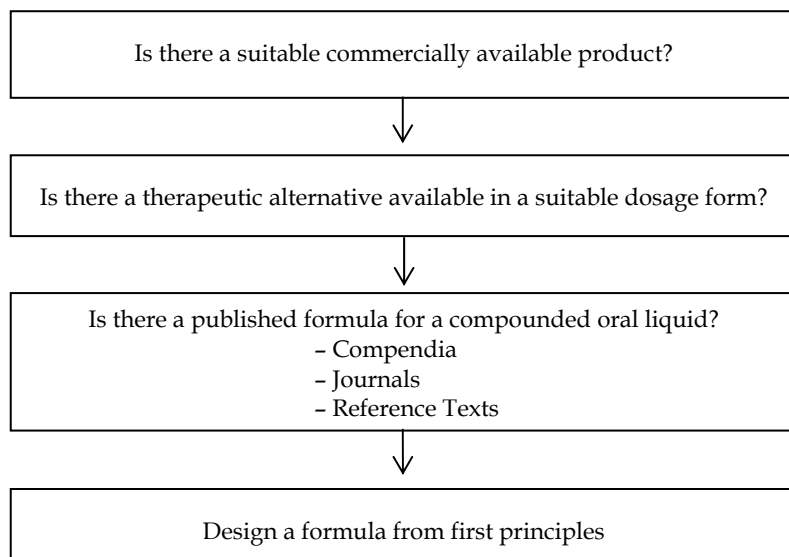 Is there a suitable commercially available product?
Is there a therapeutic alternative available in a suitable dosage form?
Is there a published formula for a compounded oral liquid?
– Compendia
– Journals
– Reference Texts
Design a formula from first principles